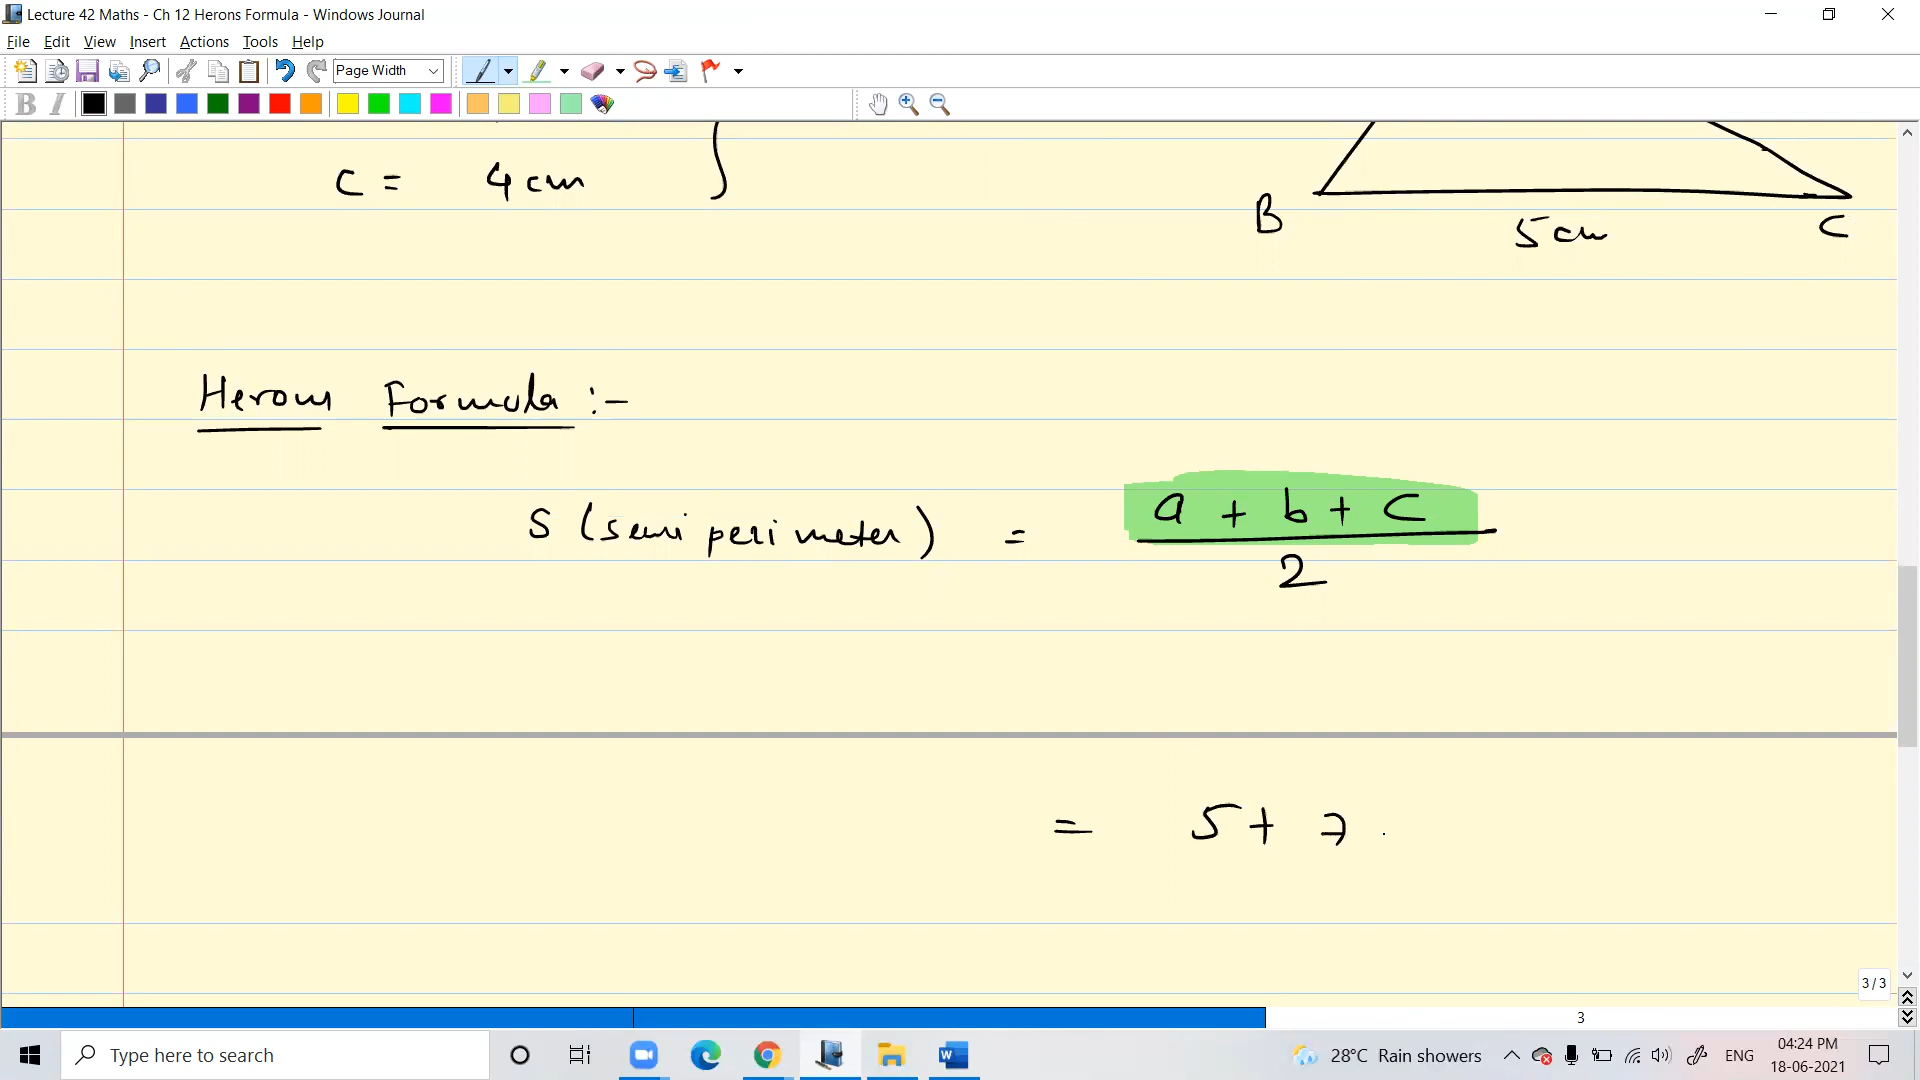 Lecture 42 Maths - Ch 12 Herons Formula - Windows Journal
File Edit View Insert Actions Tools Help
Page Width
B I
c = 4 cm
B 5 cm C
Herons Formula :-
S (semi perimeter) = a + b + c
2
= 5 + 7
3 / 3
3
Type here to search
28°C Rain showers
ENG
04:24 PM
18-06-2021